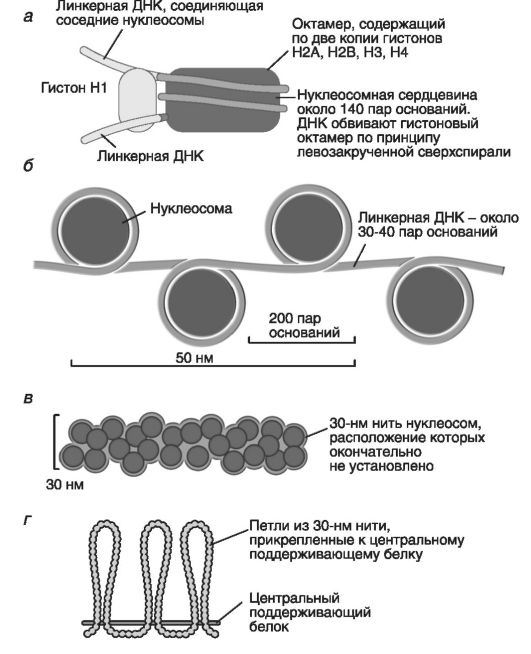 а
Линкерная ДНК, соединяющая
соседние нуклеосомы
Октамер, содержащий
по две копии гистонов
H2A, H2B, H3, H4
Гистон H1
Нуклеосомная сердцевина
около 140 пар оснований.
ДНК обвивают гистоновый
октамер по принципу
левозакрученной сверхспирали
Линкерная ДНК
б
Нуклеосома
Линкерная ДНК – около
30-40 пар оснований
200 пар
оснований
50 нм
в
30-нм нить нуклеосом,
расположение которых
окончательно
не установлено
30 нм
г
Петли из 30-нм нити,
прикрепленные к центральному
поддерживающему белку
Центральный
поддерживающий
белок